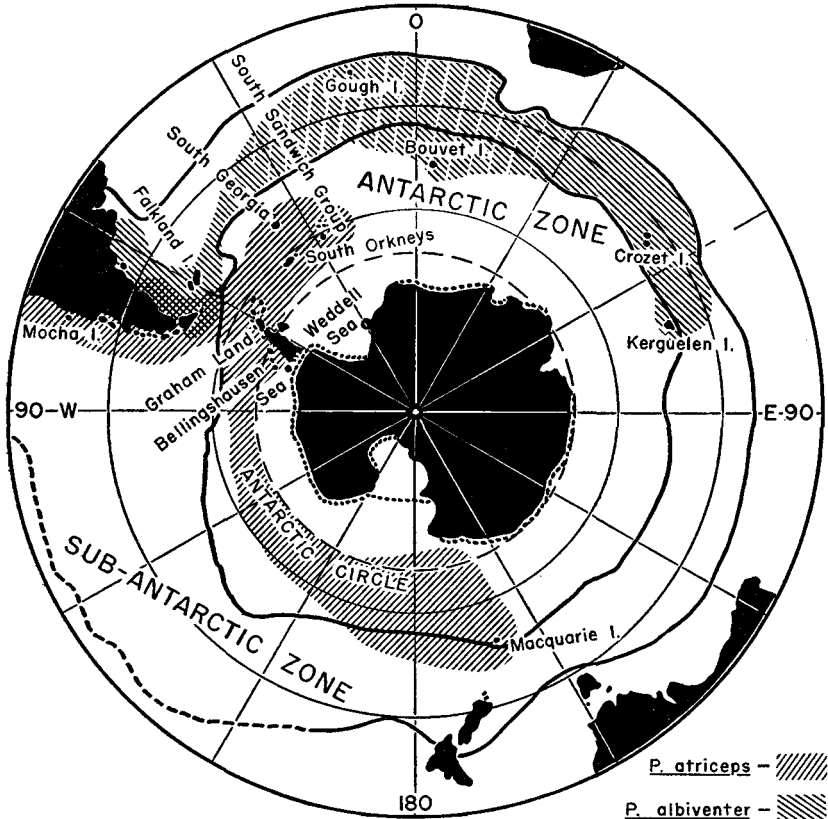 0
South Sandwich Group
Gough I.
South Georgia
Bouvet I.
Falkland I.
ANTARCTIC ZONE
South Orkneys
Crozet I.
Weddell
Sea
Mocha I.
Kerguelen I.
Graham Land
Bellingshausen
Sea
90-W
E-90
ANTARCTIC CIRCLE
SUB-ANTARCTIC ZONE
Macquarie I.
P. atriceps -
180
P. albiventer -